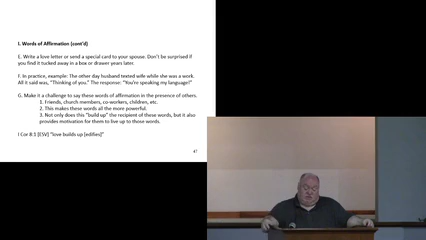 I. Words of Affirmation (cont'd)
E. Write a love letter or send a special card to your spouse. Don't be surprised if
you find it tucked away in a box or drawer years later.
F. In practice, example: The other day husband texted wife while she was a work.
All it said was, "Thinking of you." The response: "You're speaking my language!"
G. Make it a challenge to say these words of affirmation in the presence of others.
1. Friends, church members, co-workers, children, etc.
2. This makes these words all the more powerful.
3. Not only does this "build up" the recipient of these words, but it also
provides motivation for them to live up to those words.
I Cor 8:1 [ESV] "love builds up [edifies]"
47